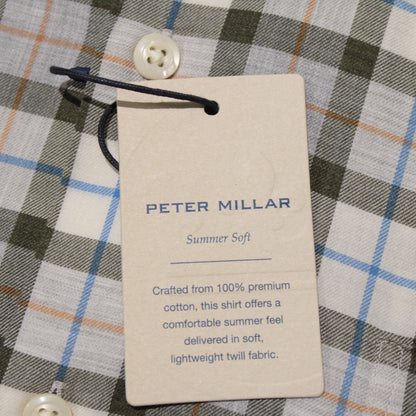 PETER MILLAR
Summer Soft
Crafted from 100% premium
cotton, this shirt offers a
comfortable summer feel
delivered in soft,
lightweight twill fabric.